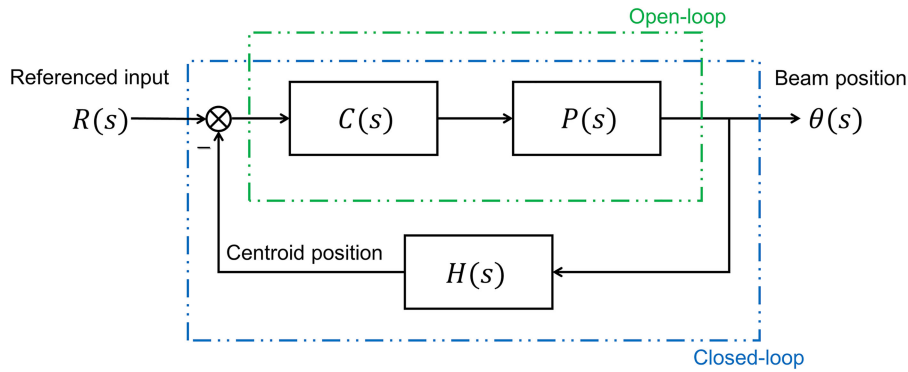 Open-loop
Referenced input
Beam position
R(s)
C(s)
P(s)
θ(s)
−
Centroid position
H(s)
Closed-loop